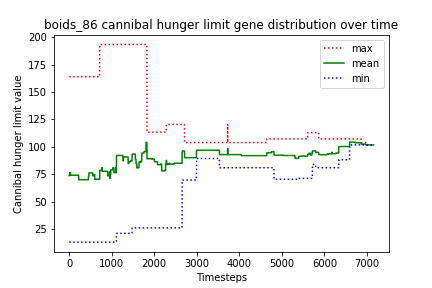 boids_86 cannibal hunger limit gene distribution over time
200
175
150
125
100
75
50
25
Cannibal hunger limit value
max
mean
min
0
1000
2000
3000
4000
5000
6000
7000
Timesteps